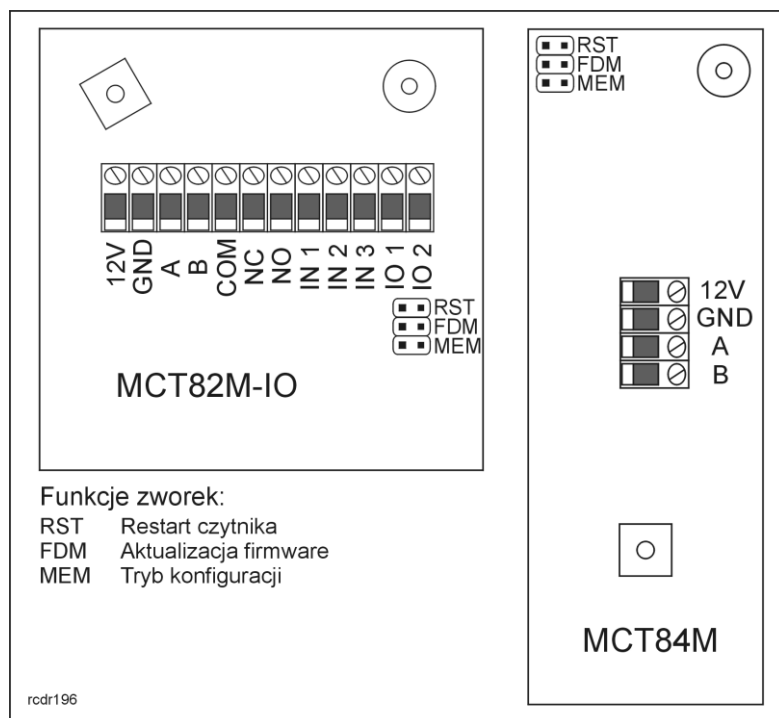 12V
GND
A
B
COM
NC
NO
IN 1
IN 2
IN 3
IO 1
IO 2
RST
FDM
MEM
MCT82M-IO
Funkcje zworek:
RST Restart czytnika
FDM Aktualizacja firmware
MEM Tryb konfiguracji
rcdr196
RST
FDM
MEM
12V
GND
A
B
MCT84M